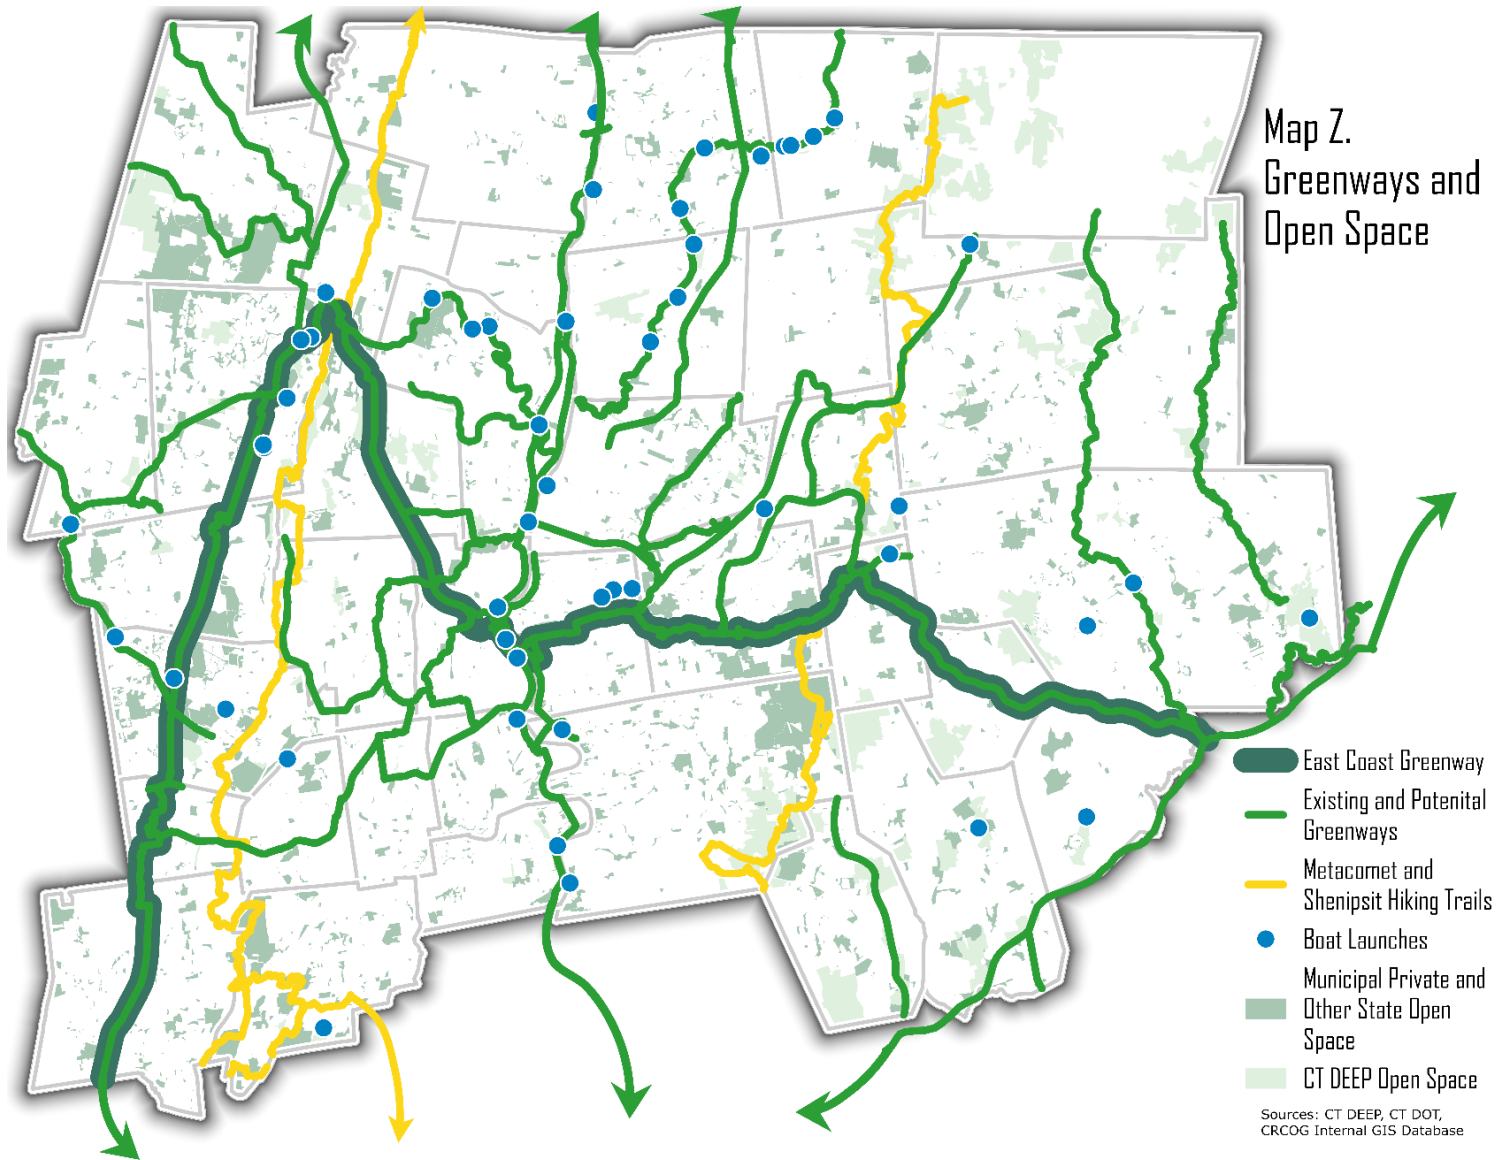 Map Z.
Greenways and
Open Space
East Coast Greenway
Existing and Potenital
Greenways
Metacomet and
Shenipsit Hiking Trails
Boat Launches
Municipal Private and
Other State Open
Space
CT DEEP Open Space
Sources: CT DEEP, CT DOT,
CRCOG Internal GIS Database